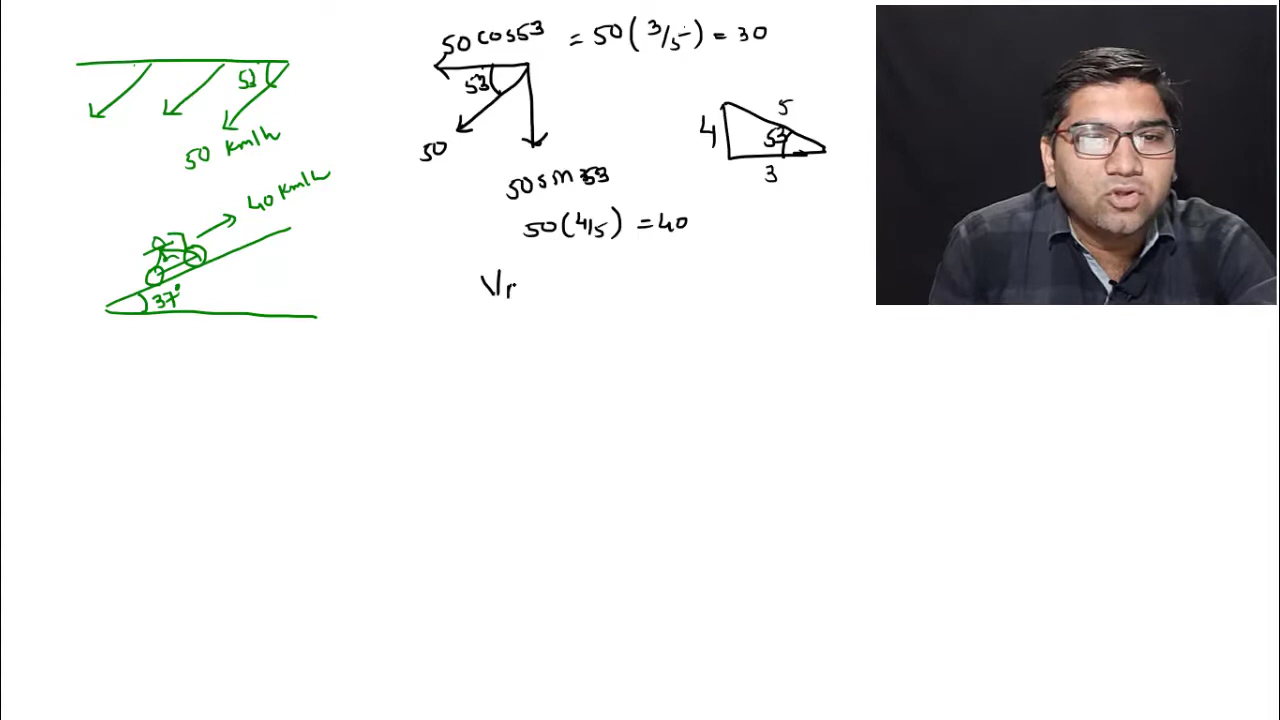 50 cos53 = 50(3/5) = 30
53
50
50 sin 53
50(4/5) = 40
Vr
5
4
53
3
53
50 Km/h
40 Km/h
37°